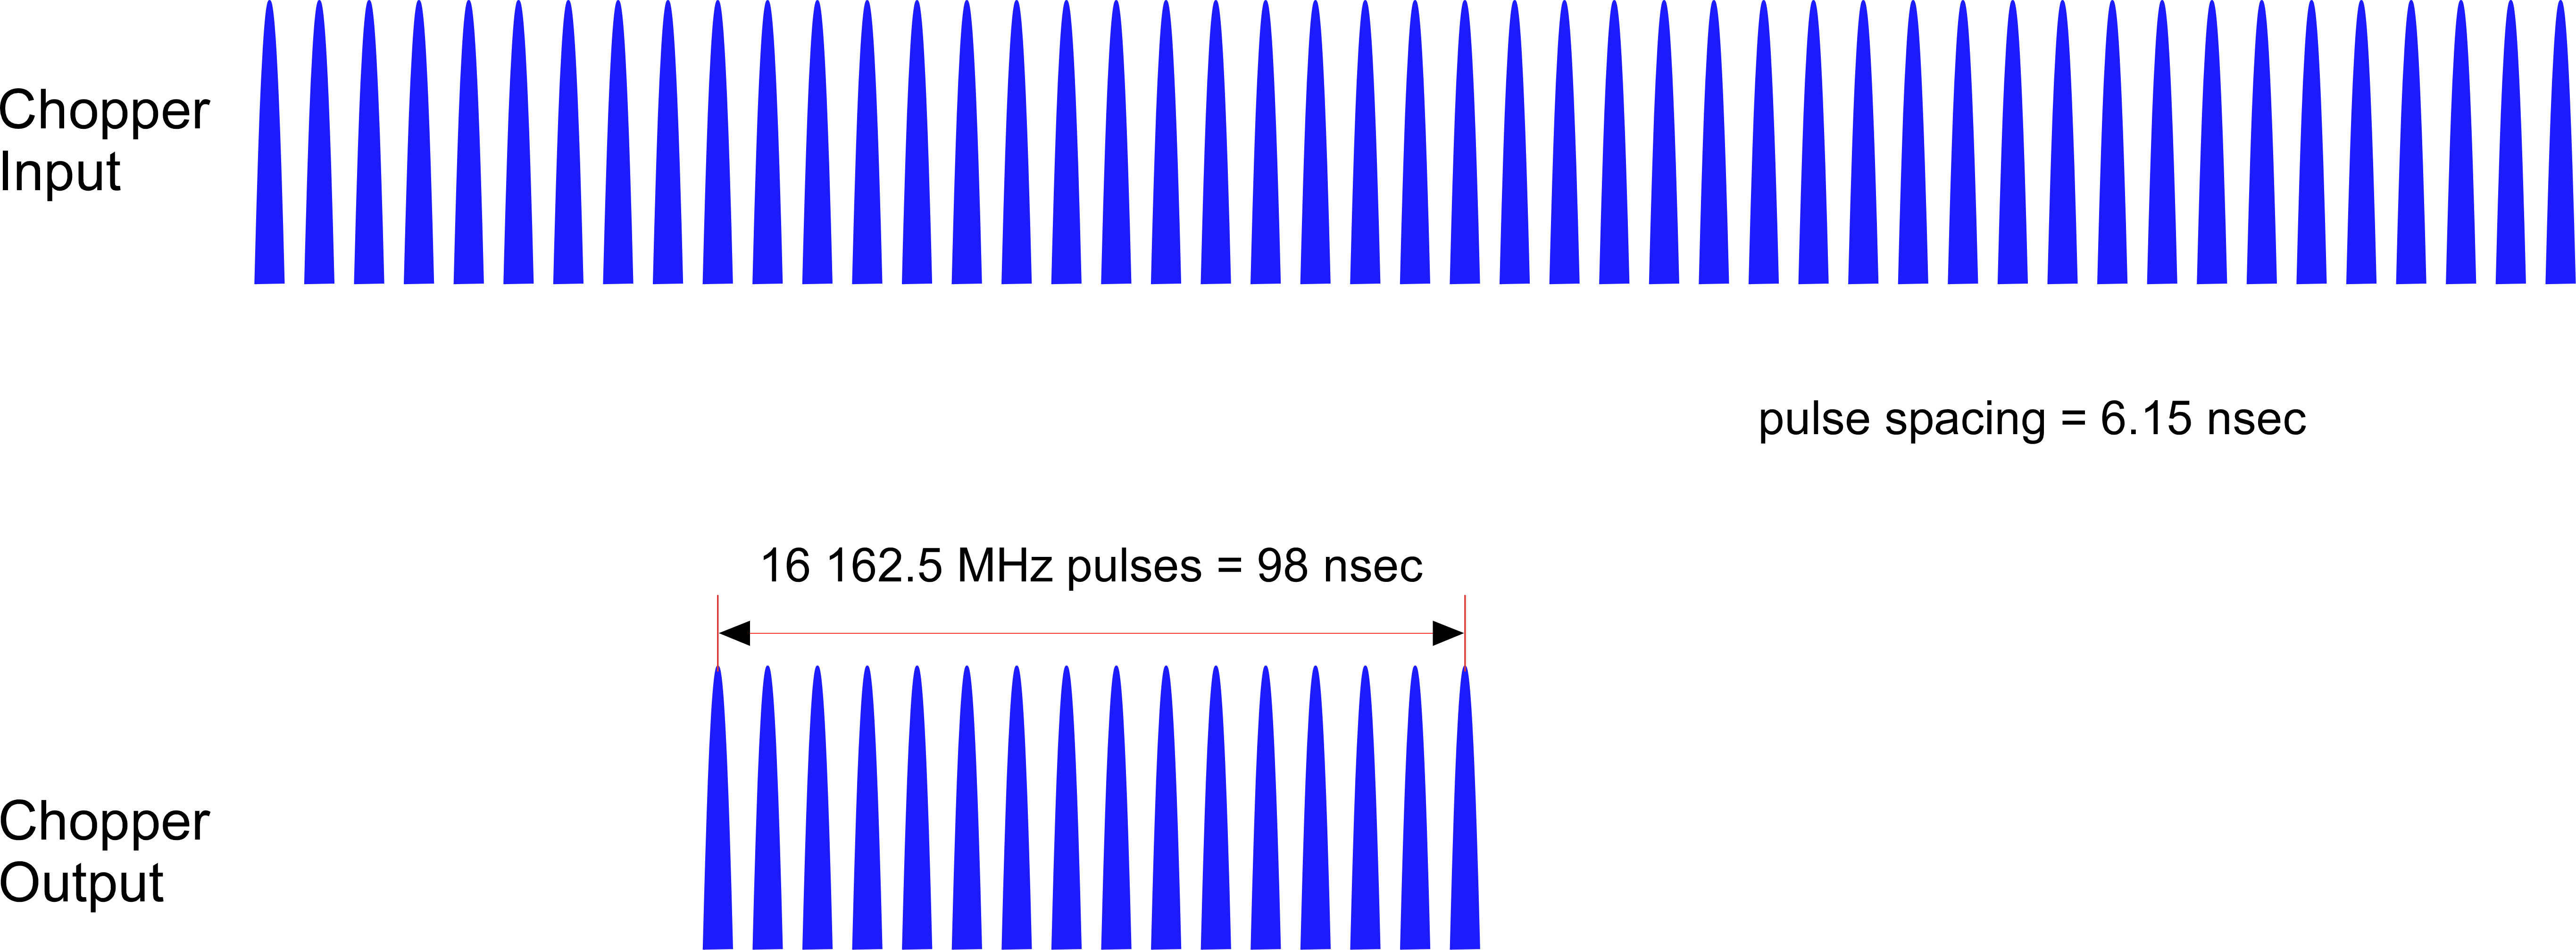 Chopper
Input
pulse spacing = 6.15 nsec
16 162.5 MHz pulses = 98 nsec
Chopper
Output